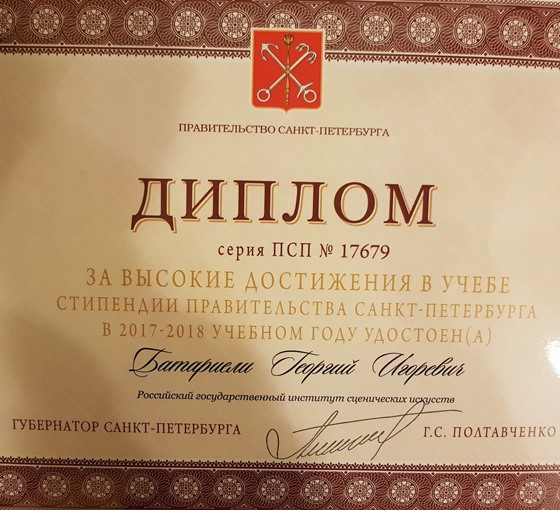 ПРАВИТЕЛЬСТВО САНКТ-ПЕТЕРБУРГА
ДИПЛОМ
серия ПСП № 17679
ЗА ВЫСОКИЕ ДОСТИЖЕНИЯ В УЧЕБЕ
СТИПЕНДИИ ПРАВИТЕЛЬСТВА САНКТ-ПЕТЕРБУРГА
В 2017-2018 УЧЕБНОМ ГОДУ УДОСТОЕН(А)
Батариели Георгий Игоревич
Российский государственный институт сценических искусств
ГУБЕРНАТОР САНКТ-ПЕТЕРБУРГА Г.С. ПОЛТАВЧЕНКО